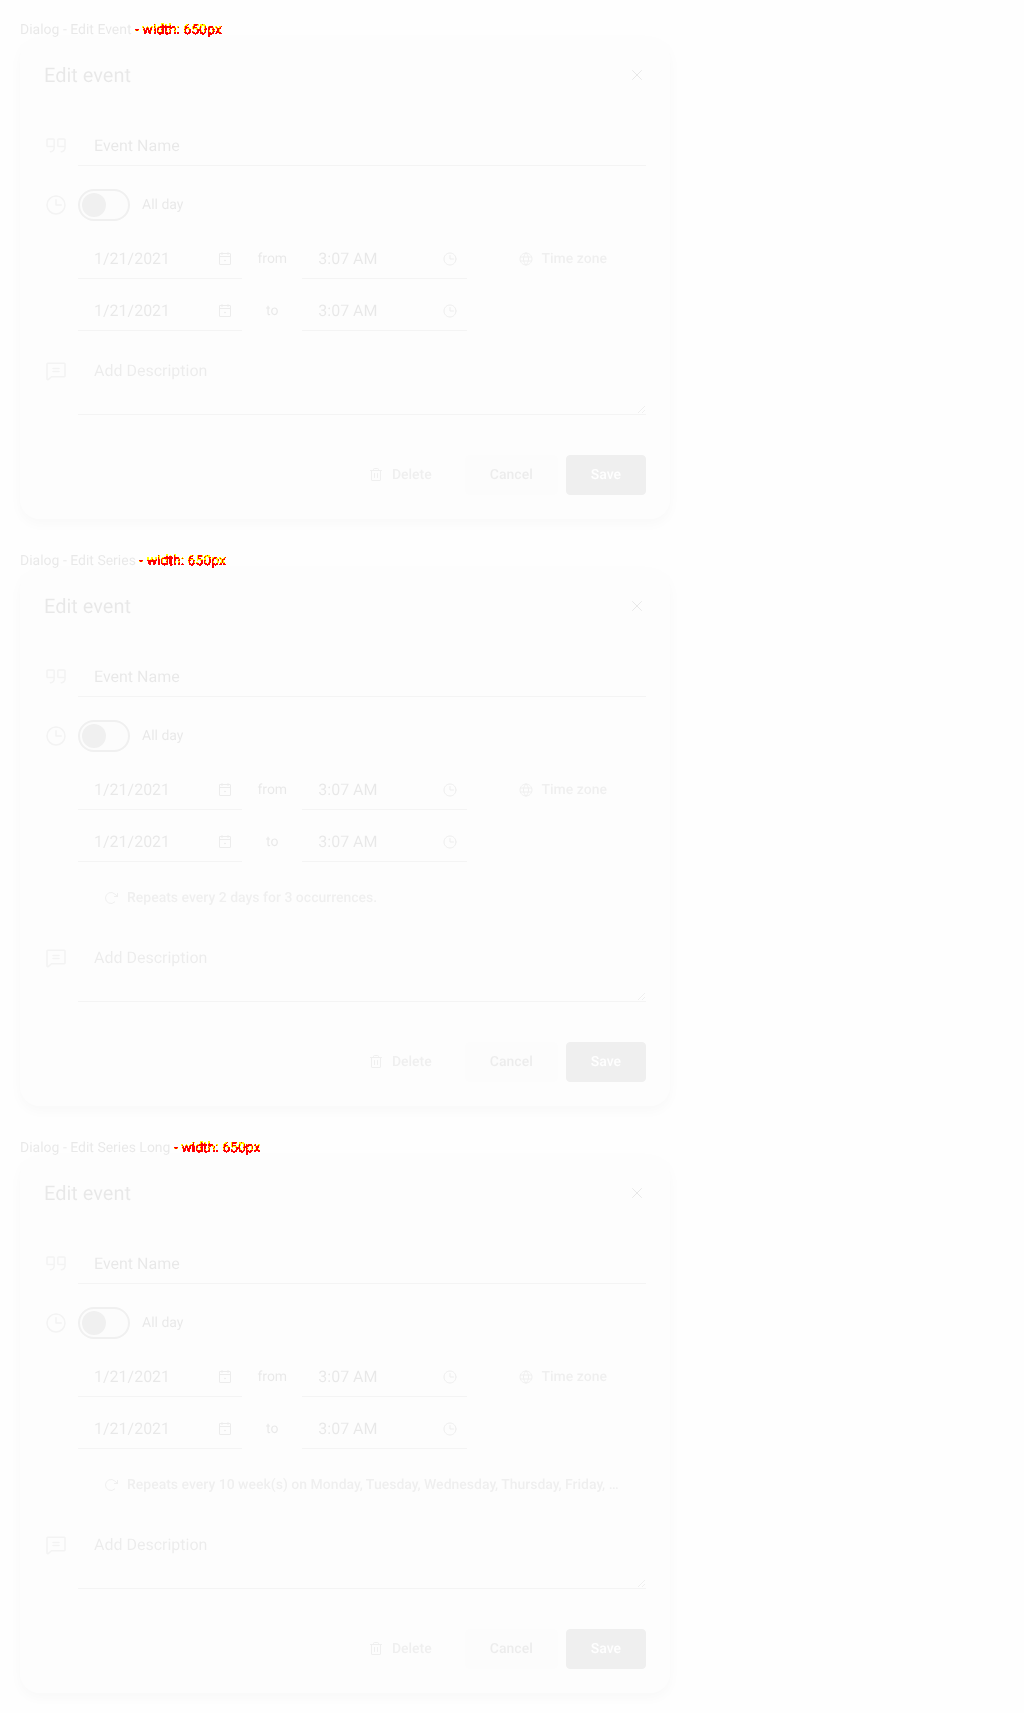 Dialog - Edit Event - width: 650px
Edit event
Event Name
All day
1/21/2021 from 3:07 AM Time zone
1/21/2021 to 3:07 AM
Add Description
Delete Cancel Save
Dialog - Edit Series - width: 650px
Edit event
Event Name
All day
1/21/2021 from 3:07 AM Time zone
1/21/2021 to 3:07 AM
Repeats every 2 days for 3 occurrences.
Add Description
Delete Cancel Save
Dialog - Edit Series Long - width: 650px
Edit event
Event Name
All day
1/21/2021 from 3:07 AM Time zone
1/21/2021 to 3:07 AM
Repeats every 10 week(s) on Monday, Tuesday, Wednesday, Thursday, Friday, ...
Add Description
Delete Cancel Save